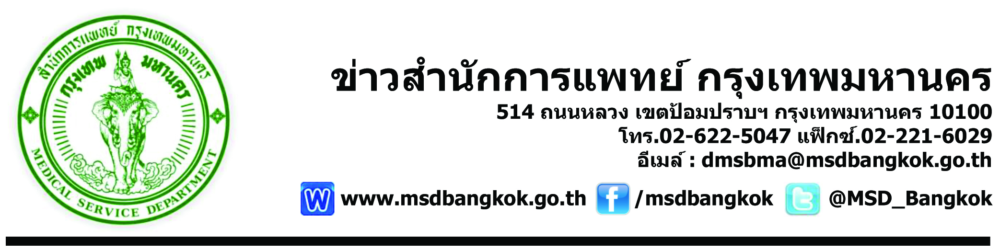 สำนักการแพทย์ กรุงเทพมหานคร
กรุงเทพ มหานคร
MEDICAL SERVICE DEPARTMENT
ข่าวสำนักการแพทย์ กรุงเทพมหานคร
514 ถนนหลวง เขตป้อมปราบฯ กรุงเทพมหานคร 10100
โทร.02-622-5047 แฟ็กซ์.02-221-6029
อีเมล์ : dmsbma@msdbangkok.go.th
W www.msdbangkok.go.th f /msdbangkok t @MSD_Bangkok